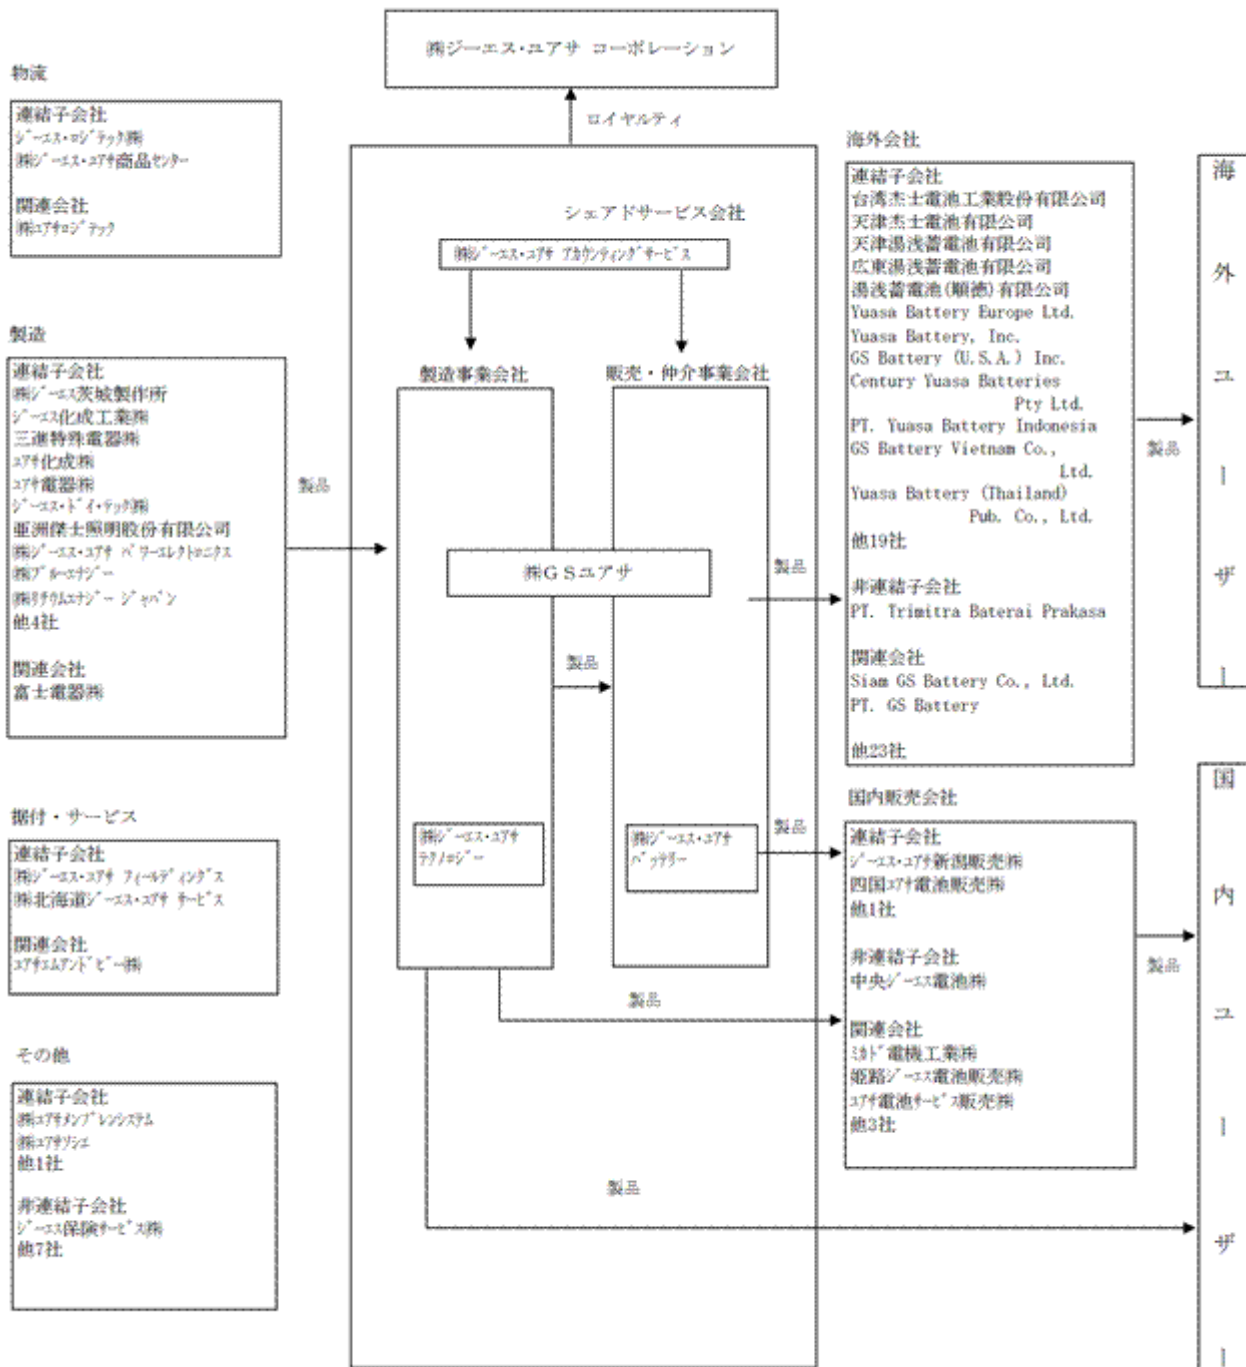 ㈱ジーエス・ユアサ コーポレーション
ロイヤルティ
物流
連結子会社
ジーエス・ロジテック㈱
㈱ジーエス・ユアサ商品センター
関連会社
㈱ユアサロジテック
製造
連結子会社
㈱ジーエス茨城製作所
ジーエス化成工業㈱
三進特殊電器㈱
ユアサ化成㈱
ユアサ電器㈱
ジーエス・ドイ・テック㈱
亜洲傑士照明股份有限公司
㈱ジーエス・ユアサ パワーエレクトロニクス
㈱ブルーエナジー
㈱リチウムエナジー ジャパン
他4社
関連会社
富士電器㈱
製品
据付・サービス
連結子会社
㈱ジーエス・ユアサ フィールディングス
㈱北海道ジーエス・ユアサ サービス
関連会社
ユアサエムアンドビー㈱
その他
連結子会社
㈱ユアサメンブレンシステム
㈱ユアサソシエ
他1社
非連結子会社
ジーエス保険サービス㈱
他7社
シェアドサービス会社
㈱ジーエス・ユアサ アカウンティングサービス
製造事業会社
販売・仲介事業会社
㈱GSユアサ
製品
製品
㈱ジーエス・ユアサ
テクノロジー
㈱ジーエス・ユアサ
バッテリー
製品
製品
製品
海外会社
連結子会社
台湾杰士電池工業股份有限公司
天津杰士電池有限公司
天津湯浅蓄電池有限公司
広東湯浅蓄電池有限公司
湯浅蓄電池(順徳)有限公司
Yuasa Battery Europe Ltd.
Yuasa Battery, Inc.
GS Battery (U.S.A.) Inc.
Century Yuasa Batteries
Pty Ltd.
PT. Yuasa Battery Indonesia
GS Battery Vietnam Co.,
Ltd.
Yuasa Battery (Thailand)
Pub. Co., Ltd.
他19社
非連結子会社
PT. Trimitra Baterai Prakasa
関連会社
Siam GS Battery Co., Ltd.
PT. GS Battery
他23社
製品
海外ユーザー
国内販売会社
連結子会社
ジーエス・ユアサ新潟販売㈱
四国ユアサ電池販売㈱
他1社
非連結子会社
中央ジーエス電池㈱
関連会社
ミカド電機工業㈱
姫路ジーエス電池販売㈱
ユアサ電池サービス販売㈱
他3社
製品
国内ユーザー